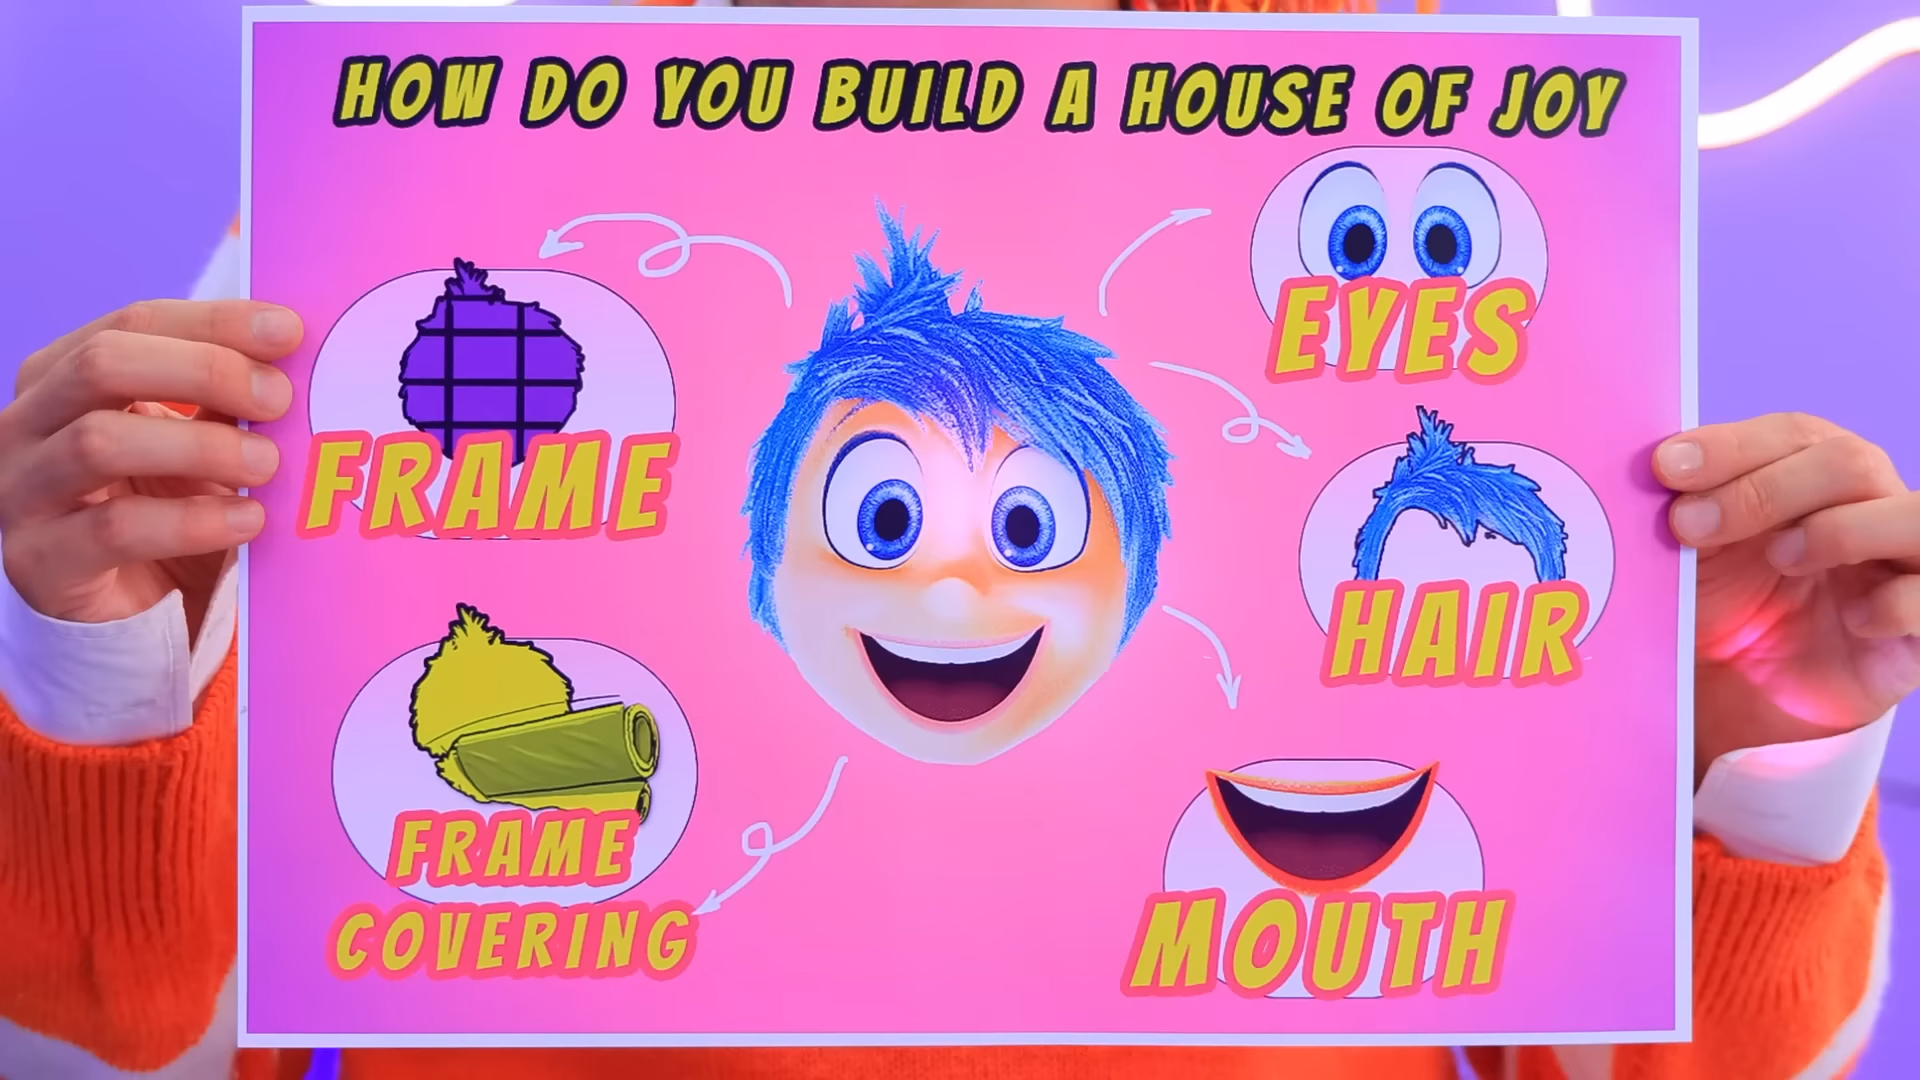 HOW DO YOU BUILD A HOUSE OF JOY
EYES
FRAME
HAIR
FRAME
COVERING
MOUTH